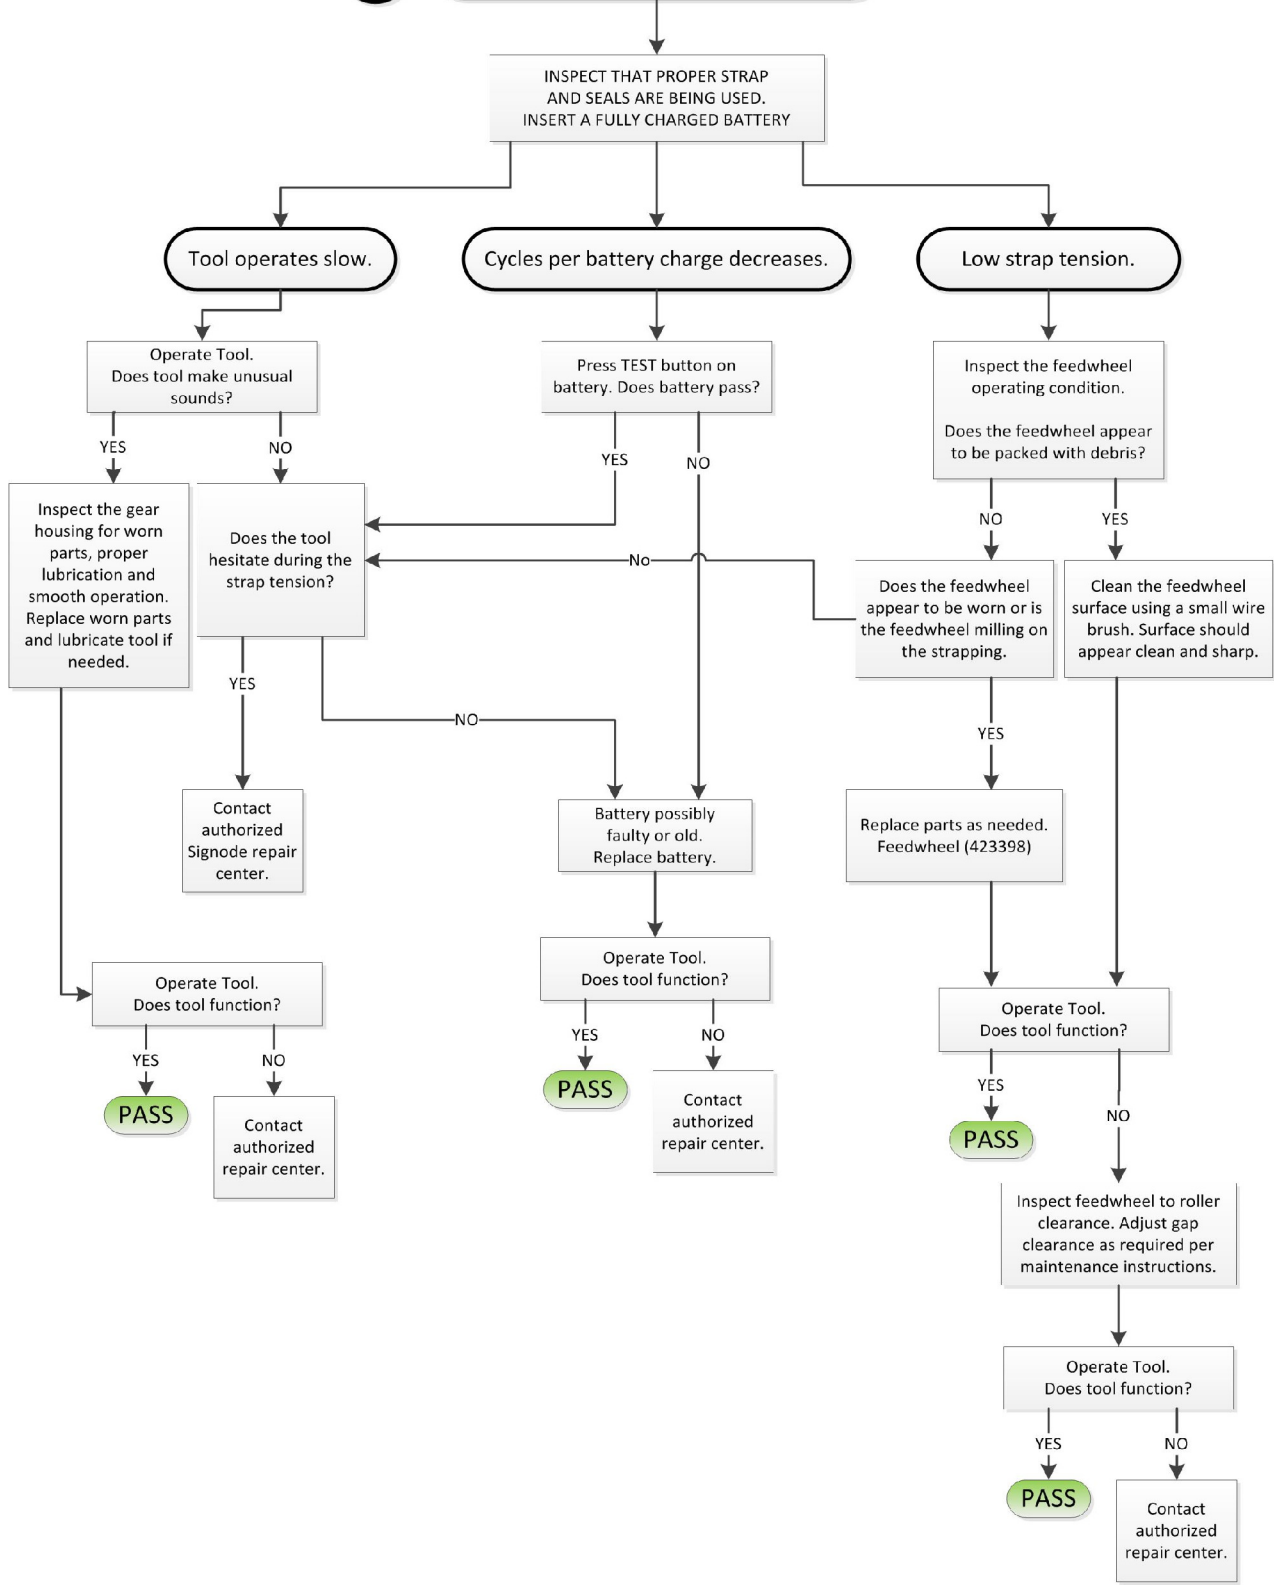 INSPECT THAT PROPER STRAP
AND SEALS ARE BEING USED.
INSERT A FULLY CHARGED BATTERY
Tool operates slow.
Cycles per battery charge decreases.
Low strap tension.
Operate Tool.
Does tool make unusual
sounds?
YES
NO
Inspect the gear
housing for worn
parts, proper
lubrication and
smooth operation.
Replace worn parts
and lubricate tool if
needed.
Does the tool
hesitate during the
strap tension?
YES
NO
Contact
authorized
Signode repair
center.
Operate Tool.
Does tool function?
YES
NO
PASS
Contact
authorized
repair center.
Press TEST button on
battery. Does battery pass?
YES
NO
Battery possibly
faulty or old.
Replace battery.
Operate Tool.
Does tool function?
YES
NO
PASS
Contact
authorized
repair center.
Inspect the feedwheel
operating condition.
Does the feedwheel appear
to be packed with debris?
NO
YES
No
Does the feedwheel
appear to be worn or is
the feedwheel milling on
the strapping.
Clean the feedwheel
surface using a small wire
brush. Surface should
appear clean and sharp.
YES
Replace parts as needed.
Feedwheel (423398)
Operate Tool.
Does tool function?
YES
NO
PASS
Inspect feedwheel to roller
clearance. Adjust gap
clearance as required per
maintenance instructions.
Operate Tool.
Does tool function?
YES
NO
PASS
Contact
authorized
repair center.